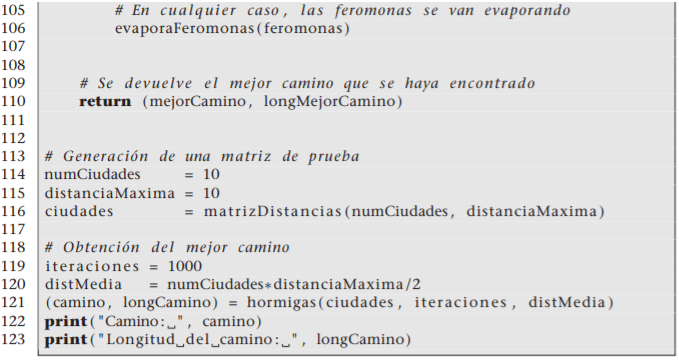 105 # En cualquier caso, las feromonas se van evaporando
106 evaporaFeromonas(feromonas)
107
108
109 # Se devuelve el mejor camino que se haya encontrado
110 return (mejorCamino, longMejorCamino)
111
112
113 # Generación de una matriz de prueba
114 numCiudades = 10
115 distanciaMaxima = 10
116 ciudades = matrizDistancias(numCiudades, distanciaMaxima)
117
118 # Obtención del mejor camino
119 iteraciones = 1000
120 distMedia = numCiudades*distanciaMaxima/2
121 (camino, longCamino) = hormigas(ciudades, iteraciones, distMedia)
122 print("Camino:␣", camino)
123 print("Longitud␣del␣camino:␣", longCamino)